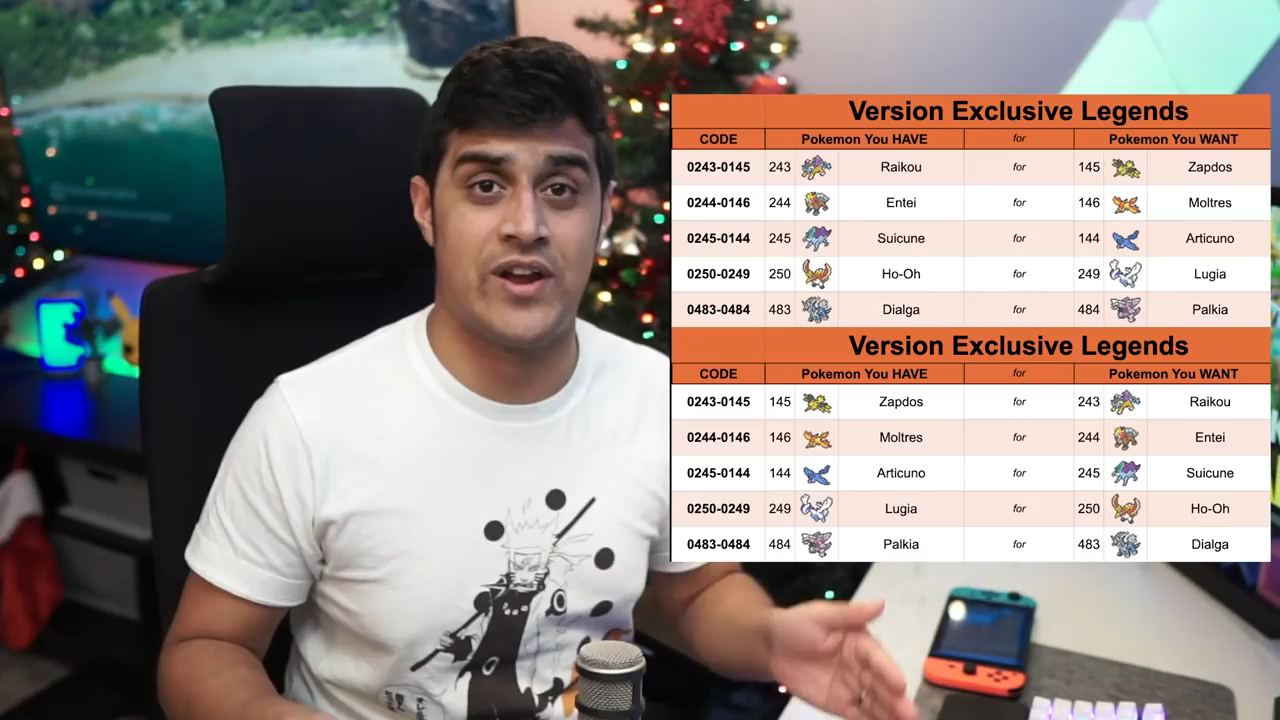 Version Exclusive Legends
CODE Pokemon You HAVE for Pokemon You WANT
0243-0145 243 Raikou for 145 Zapdos
0244-0146 244 Entei for 146 Moltres
0245-0144 245 Suicune for 144 Articuno
0250-0249 250 Ho-Oh for 249 Lugia
0483-0484 483 Dialga for 484 Palkia
Version Exclusive Legends
CODE Pokemon You HAVE for Pokemon You WANT
0243-0145 145 Zapdos for 243 Raikou
0244-0146 146 Moltres for 244 Entei
0245-0144 144 Articuno for 245 Suicune
0250-0249 249 Lugia for 250 Ho-Oh
0483-0484 484 Palkia for 483 Dialga